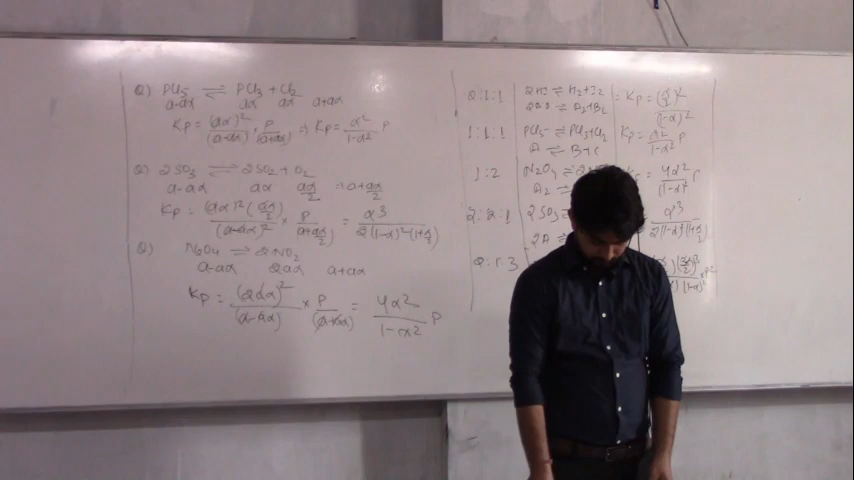 Q) PCl5 ⇌ PCl3 + Cl2
a-aα aα aα a+aα
Kp = (aα)²/(a-aα) × P/(a+aα) ⇒ Kp = α²/1-α² P
Q) 2SO3 ⇌ 2SO2 + O2
a-aα aα aα/2 a+aα/2
Kp = (aα)²(aα/2)/(a-aα)² × P/(a+aα/2) = α³/2(1-α)²(1+α/2)
Q) N2O4 ⇌ 2NO2
a-aα 2aα a+aα
Kp = (2aα)²/(a-aα) × P/(a+aα) = 4α²/1-α² P
2:1:1 2HI ⇌ H2+I2 = Kp = (α/2)²/(1-α)²
⇌ A2+B2
1:1:1 PCl5 ⇌ PCl3+Cl2 Kp = α²/1-α² P
A ⇌ B+C
1:2 N2O4 ⇌ 4α²/1-α² P
A2 ⇌
2:2:1 2SO3 ⇌ α³/2(1-α)²(1+α/2)
2A ⇌
2:1:3